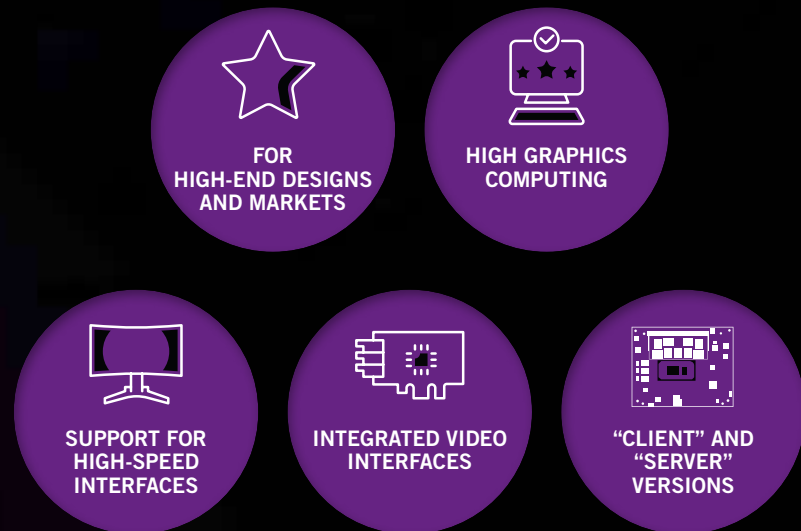 FOR
HIGH-END DESIGNS
AND MARKETS
HIGH GRAPHICS
COMPUTING
SUPPORT FOR
HIGH-SPEED
INTERFACES
INTEGRATED VIDEO
INTERFACES
“CLIENT” AND
“SERVER”
VERSIONS